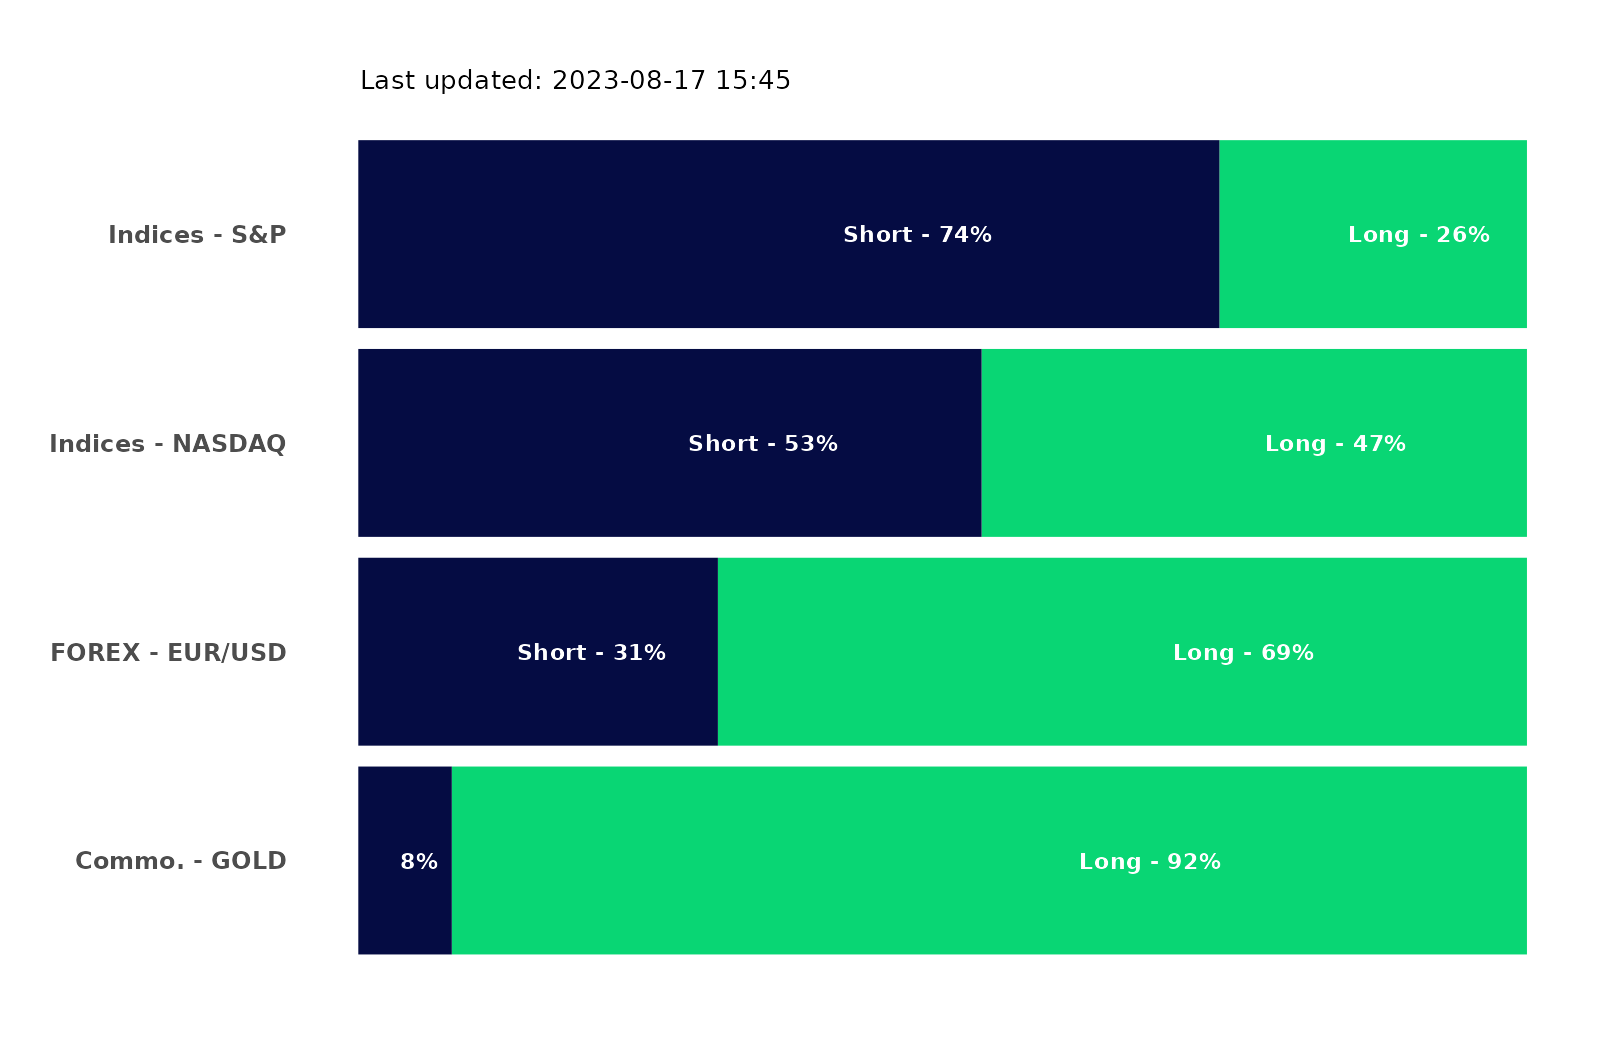 Last updated: 2023-08-17 15:45
Indices - S&P
Short - 74%
Long - 26%
Indices - NASDAQ
Short - 53%
Long - 47%
FOREX - EUR/USD
Short - 31%
Long - 69%
Commo. - GOLD
8%
Long - 92%